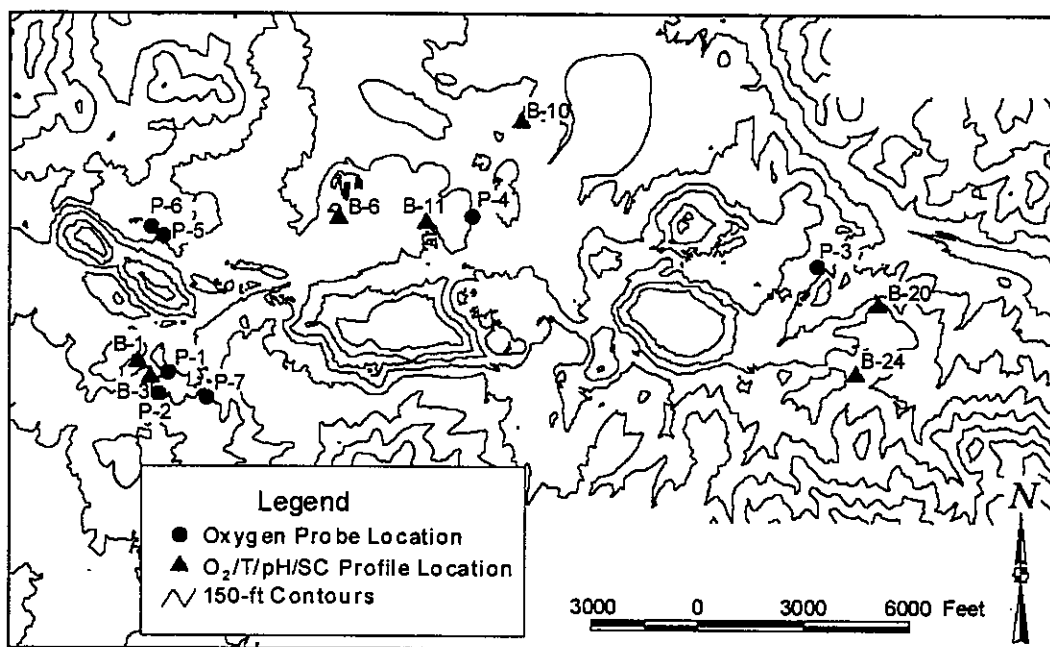 B-10
B-6
B-11
P-4
P-6
P-5
P-3
B-20
B-1
P-1
B-24
B-3
P-7
P-2
Legend
Oxygen Probe Location
O₂/T/pH/SC Profile Location
150-ft Contours
3000 0 3000 6000 Feet
N